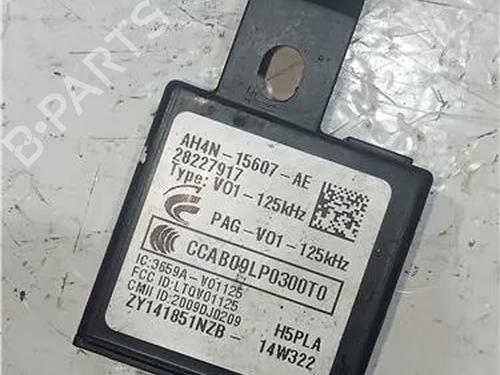 B-PARTS
AH4N-15607-AE
28227917
Type: V01-125kHz
PAG-V01-125kHz
CCAB09LP0300T0
IC:3659A-V01125
FCC ID:LTQV01125
CMII ID:2009DJ0209
ZY141851NZB-
H5PLA
14W322